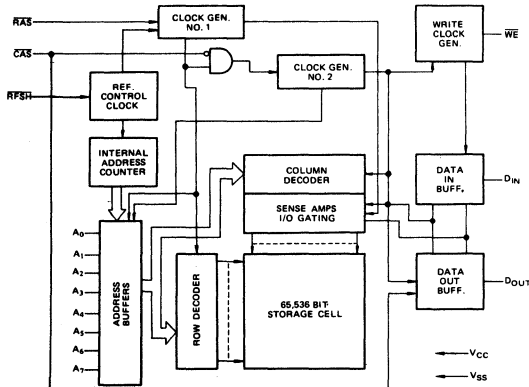 RAS
CAS
RFSH
CLOCK GEN.
NO. 1
REF.
CONTROL
CLOCK
INTERNAL
ADDRESS
COUNTER
CLOCK GEN.
NO. 2
WRITE
CLOCK
GEN.
WE
COLUMN
DECODER
SENSE AMPS
I/O GATING
DATA
IN
BUFF,
DIN
DATA
OUT
BUFF.
DOUT
A0
A1
A2
A3
A4
A5
A6
A7
ADDRESS
BUFFERS
ROW DECODER
65,536 BIT
STORAGE CELL
VCC
VSS